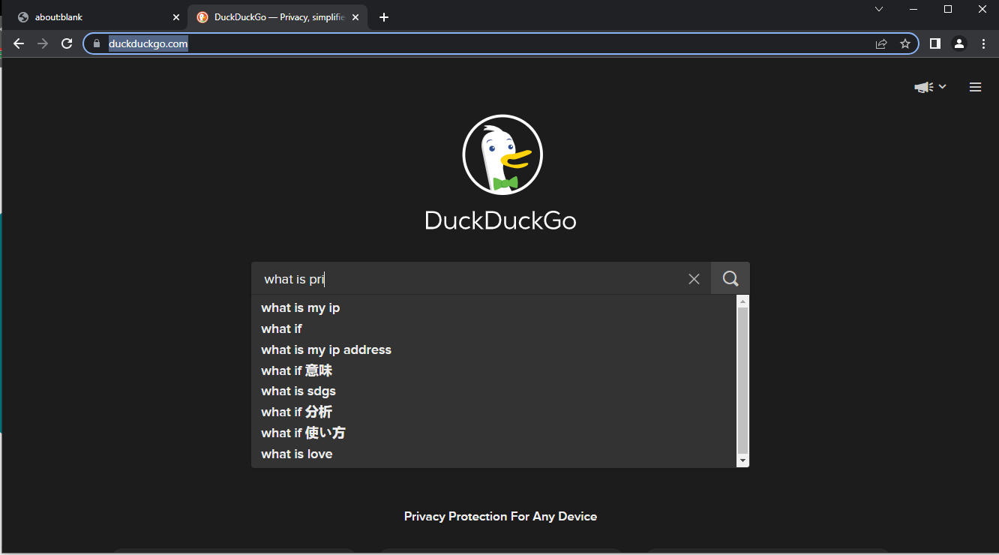 about:blank
DuckDuckGo — Privacy, simplifie
duckduckgo.com
DuckDuckGo
what is pri
what is my ip
what if
what is my ip address
what if 意味
what is sdgs
what if 分析
what if 使い方
what is love
Privacy Protection For Any Device